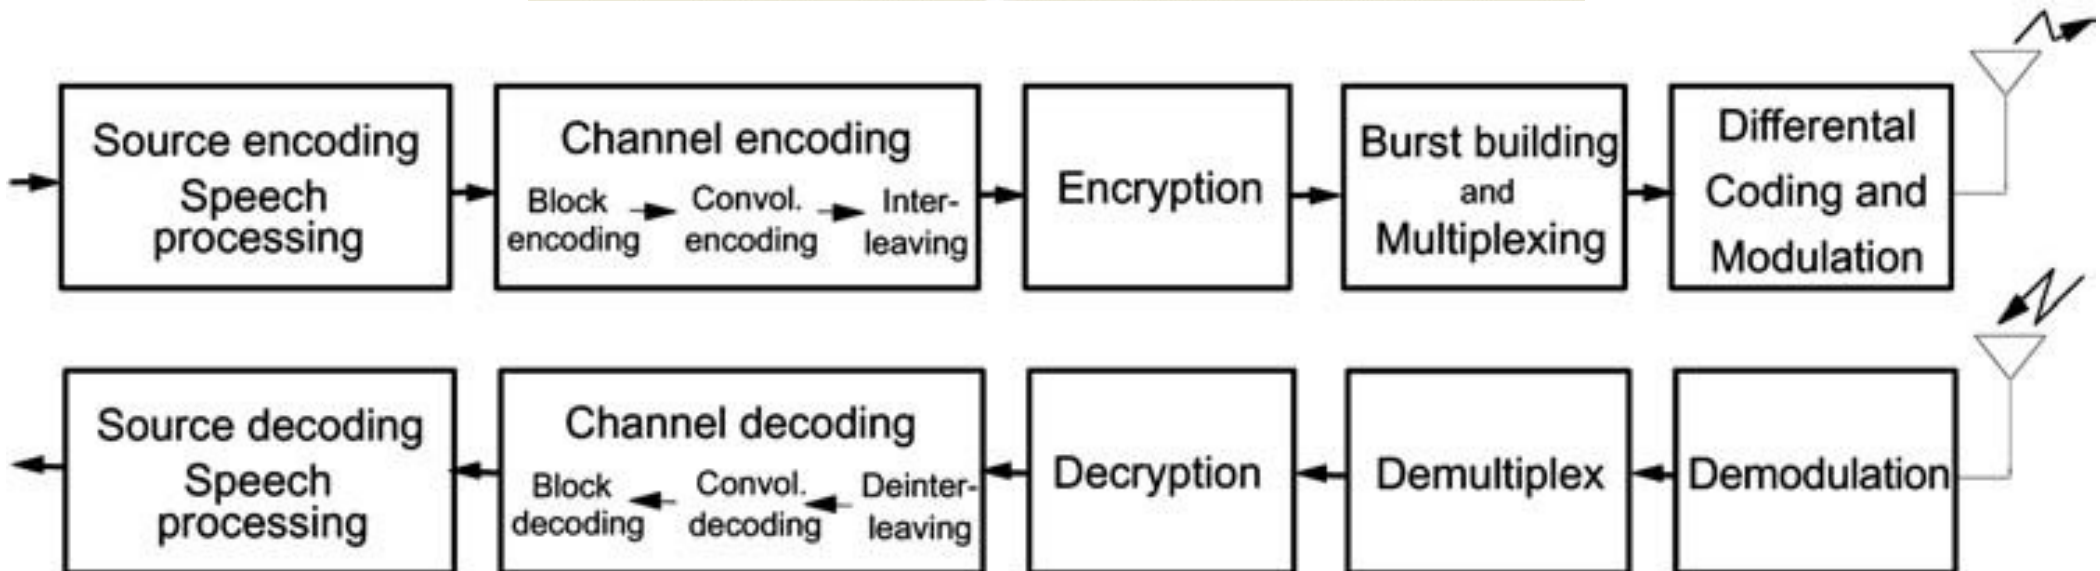 Source encoding
Speech
processing
Channel encoding
Block
encoding
Convol.
encoding
Inter-
leaving
Encryption
Burst building
and
Multiplexing
Differental
Coding and
Modulation
Source decoding
Speech
processing
Channel decoding
Block
decoding
Convol.
decoding
Deinter-
leaving
Decryption
Demultiplex
Demodulation